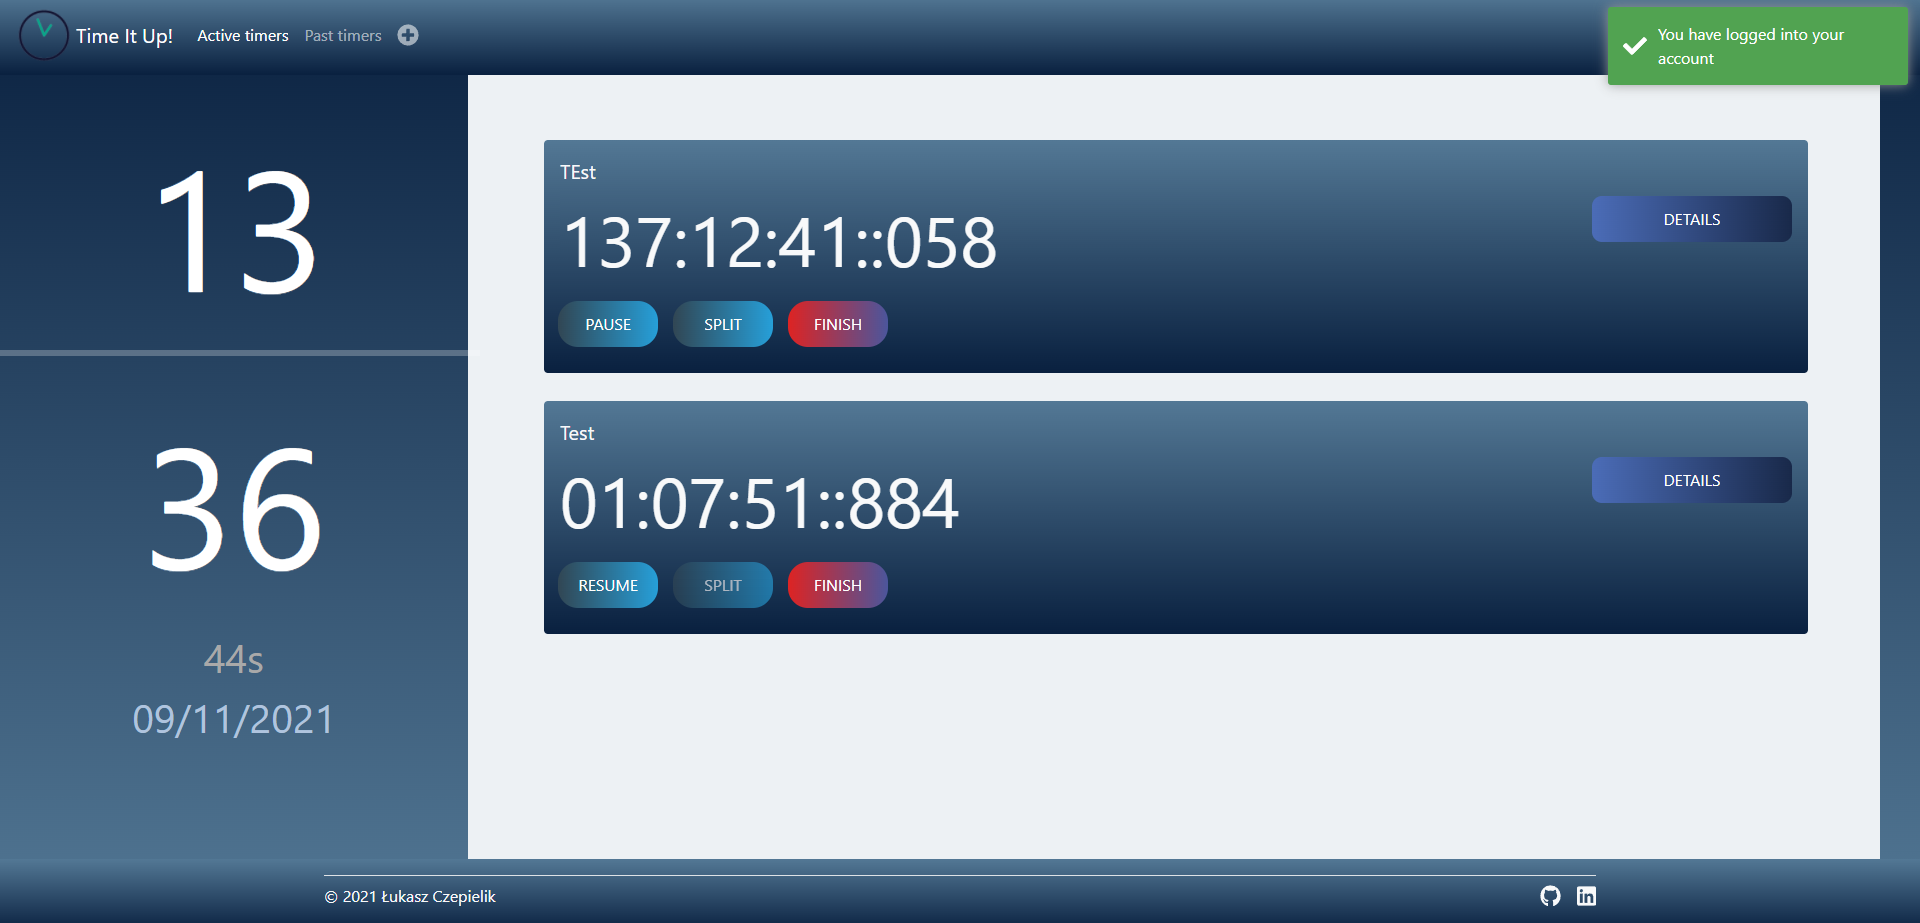 Time It Up! Active timers Past timers
You have logged into your
account
13
36
44s
09/11/2021
TEst
137:12:41::058
DETAILS
PAUSE SPLIT FINISH
Test
01:07:51::884
DETAILS
RESUME SPLIT FINISH
© 2021 Łukasz Czepielik